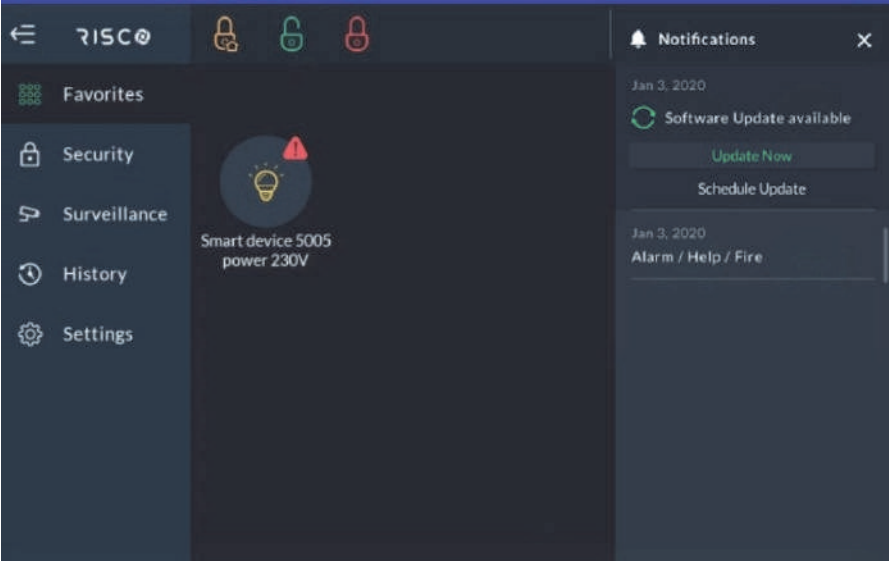 RISCO
Favorites
Security
Surveillance
History
Settings
Smart device 5005
power 230V
Notifications
Jan 3, 2020
Software Update available
Update Now
Schedule Update
Jan 3, 2020
Alarm / Help / Fire